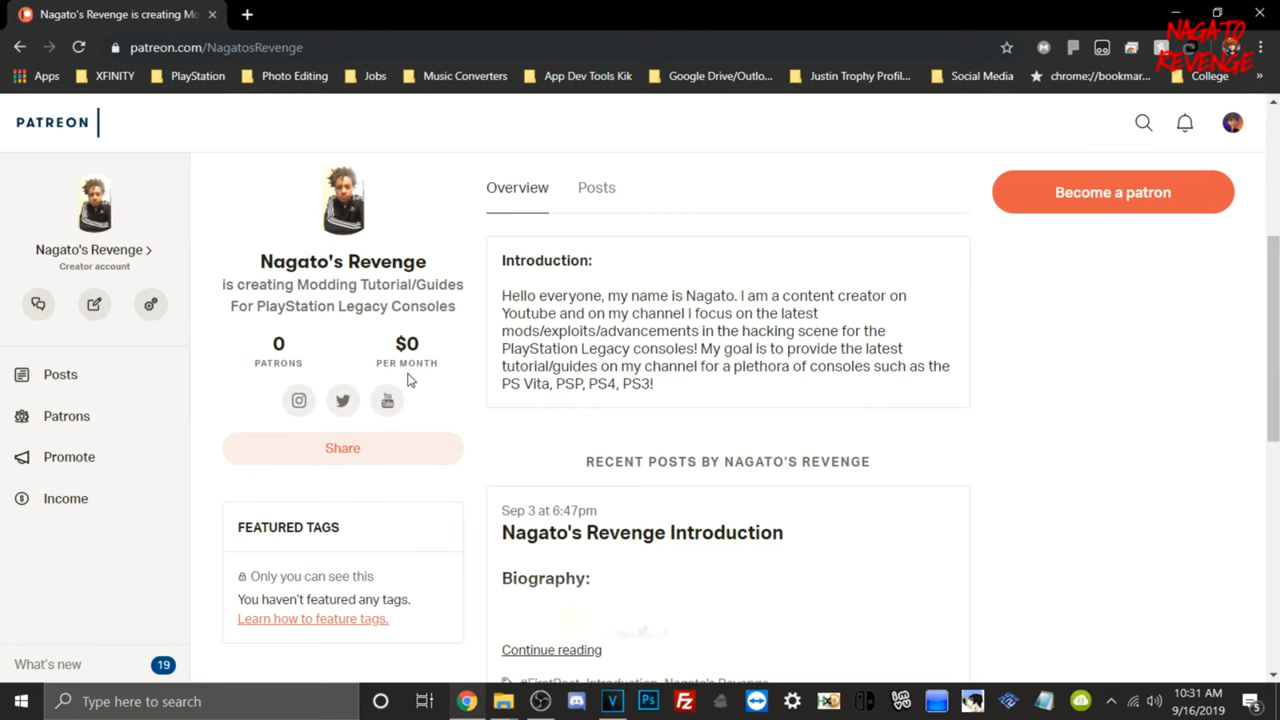 Nagato's Revenge is creating Mo
patreon.com/NagatosRevenge
NAGATO
REVENGE
Apps XFINITY PlayStation Photo Editing Jobs Music Converters App Dev Tools Kik Google Drive/Outlo... Justin Trophy Profil... Social Media chrome://bookmar... College »
PATREON
Nagato's Revenge >
Creator account
Posts
Patrons
Promote
Income
What's new 19
Nagato's Revenge
is creating Modding Tutorial/Guides
For PlayStation Legacy Consoles
0 $0
PATRONS PER MONTH
Share
FEATURED TAGS
Only you can see this
You haven't featured any tags.
Learn how to feature tags.
Overview Posts
Introduction:
Hello everyone, my name is Nagato. I am a content creator on
Youtube and on my channel I focus on the latest
mods/exploits/advancements in the hacking scene for the
PlayStation Legacy consoles! My goal is to provide the latest
tutorial/guides on my channel for a plethora of consoles such as the
PS Vita, PSP, PS4, PS3!
RECENT POSTS BY NAGATO'S REVENGE
Sep 3 at 6:47pm
Nagato's Revenge Introduction
Biography:
Continue reading
#FirstPost, Introduction, Nagato's Revenge
Become a patron
Type here to search
10:31 AM
9/16/2019
5